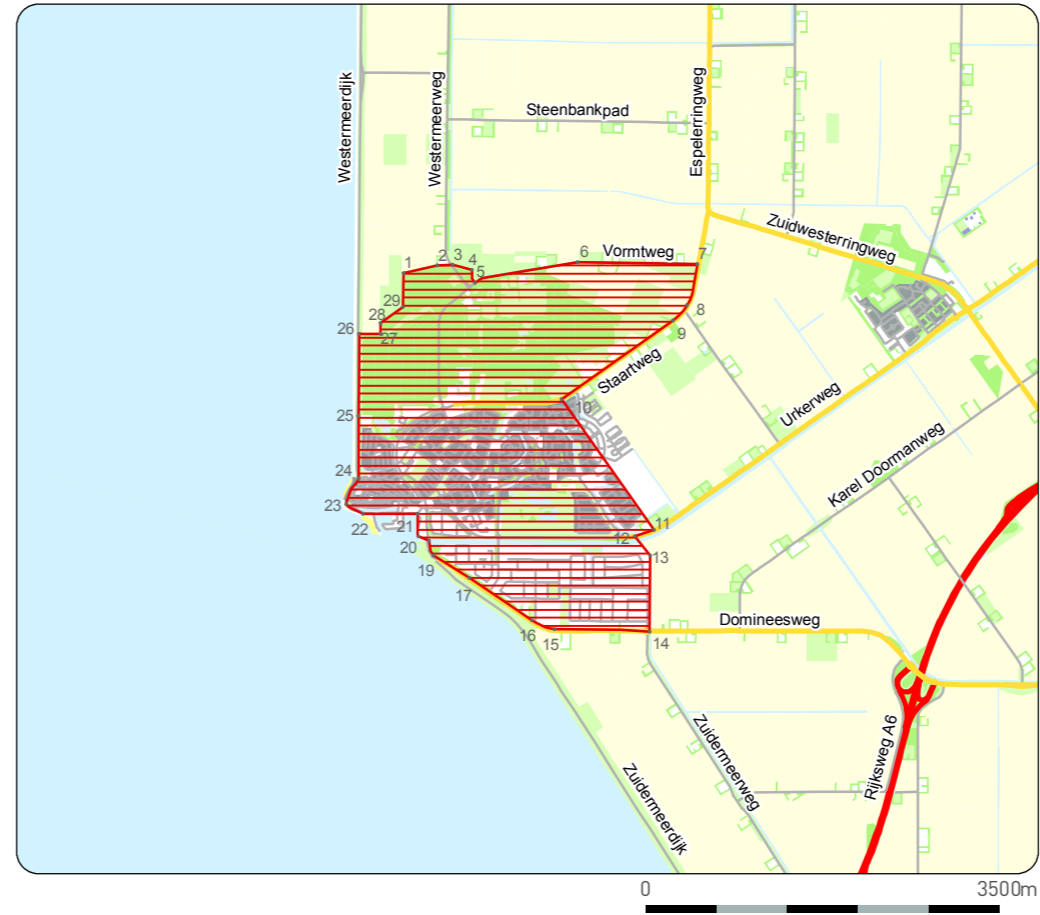 Westermeerdijk
Westermeerweg
Steenbankpad
Espelerringweg
Zuidwesterringweg
Vormtweg
1
2
3
4
5
6
7
8
9
29
28
27
26
Staartweg
10
25
Urkerweg
Karel Doormanweg
24
23
22
21
20
19
17
16
15
11
12
13
14
Domineesweg
Rijksweg A6
Zuidermeerweg
Zuidermeerdijk
0 3500m